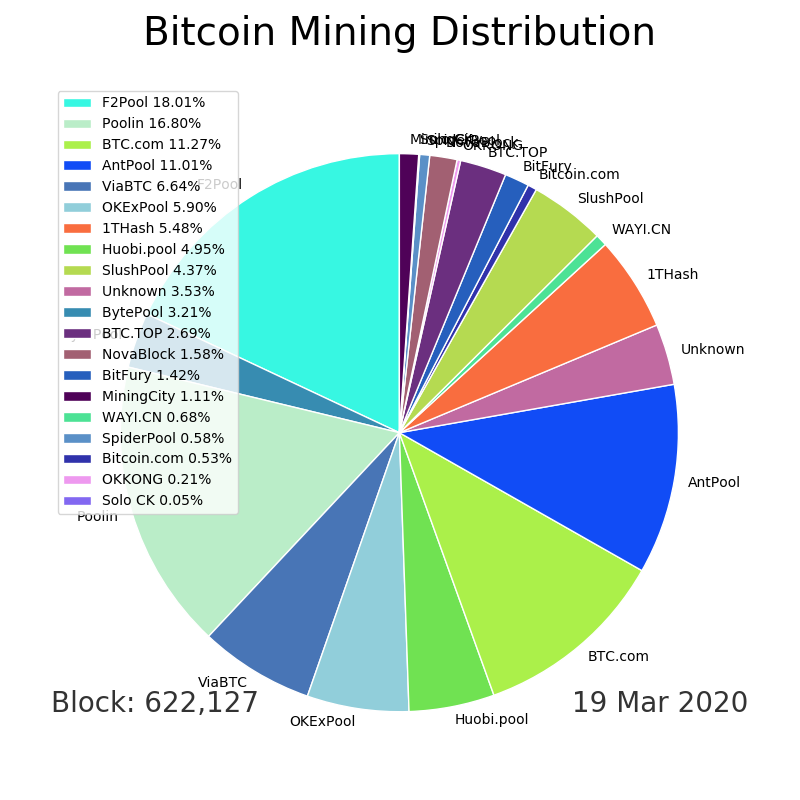 Bitcoin Mining Distribution
F2Pool 18.01%
Poolin 16.80%
BTC.com 11.27%
AntPool 11.01%
ViaBTC 6.64%
OKExPool 5.90%
1THash 5.48%
Huobi.pool 4.95%
SlushPool 4.37%
Unknown 3.53%
BytePool 3.21%
BTC.TOP 2.69%
NovaBlock 1.58%
BitFury 1.42%
MiningCity 1.11%
WAYI.CN 0.68%
SpiderPool 0.58%
Bitcoin.com 0.53%
OKKONG 0.21%
Solo CK 0.05%
F2Pool
OKKONG
BTC.TOP
BitFury
Bitcoin.com
SlushPool
WAYI.CN
1THash
Unknown
AntPool
Poolin
BTC.com
ViaBTC
OKExPool
Huobi.pool
Block: 622,127
19 Mar 2020